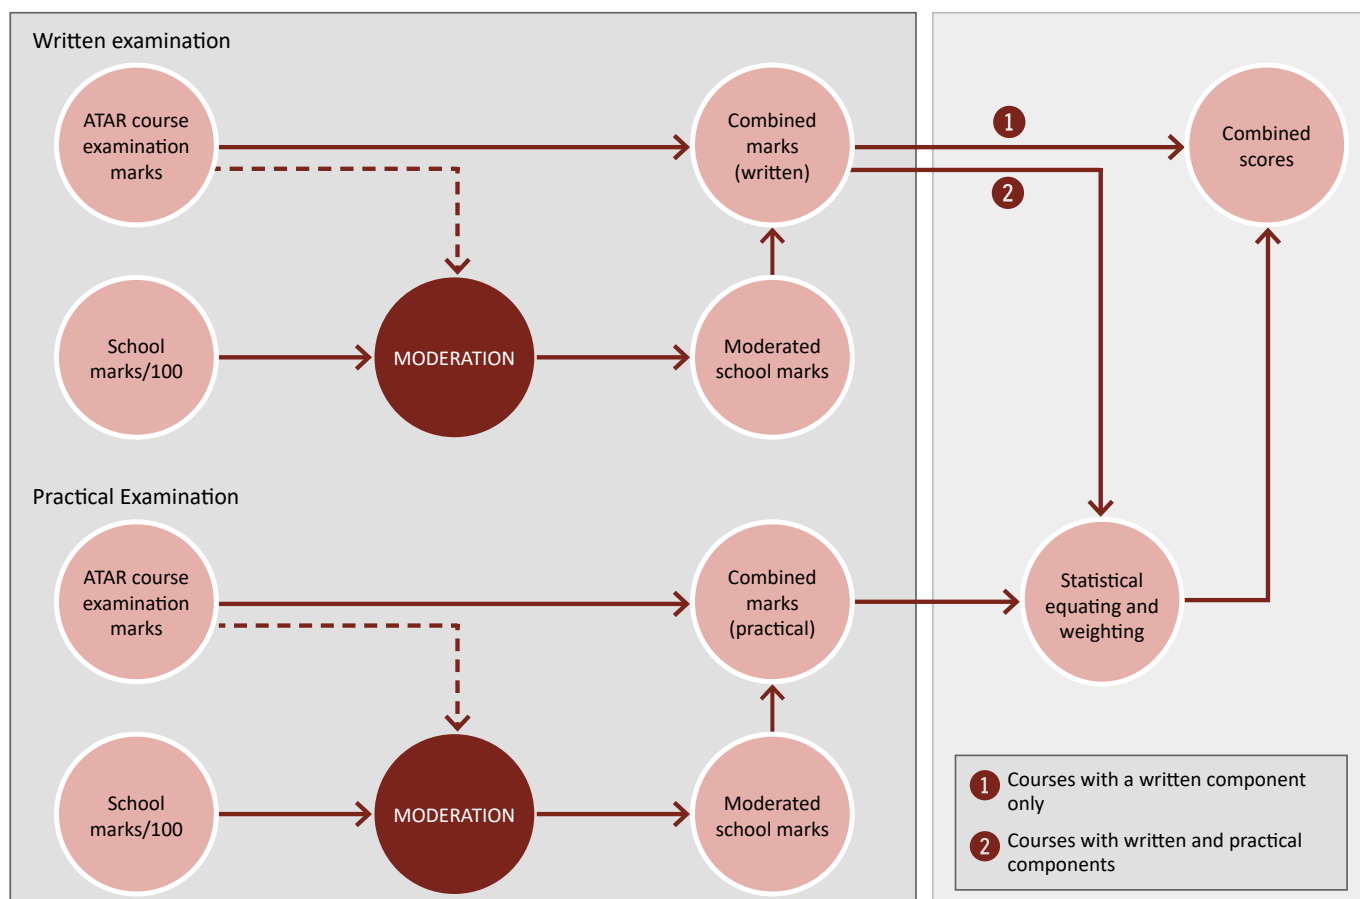 Written examination
ATAR course
examination
marks
Combined
marks
(written)
1
2
Combined
scores
School
marks/100
MODERATION
Moderated
school marks
Practical Examination
ATAR course
examination
marks
Combined
marks
(practical)
Statistical
equating and
weighting
School
marks/100
MODERATION
Moderated
school marks
1 Courses with a written component
only
2 Courses with written and practical
components